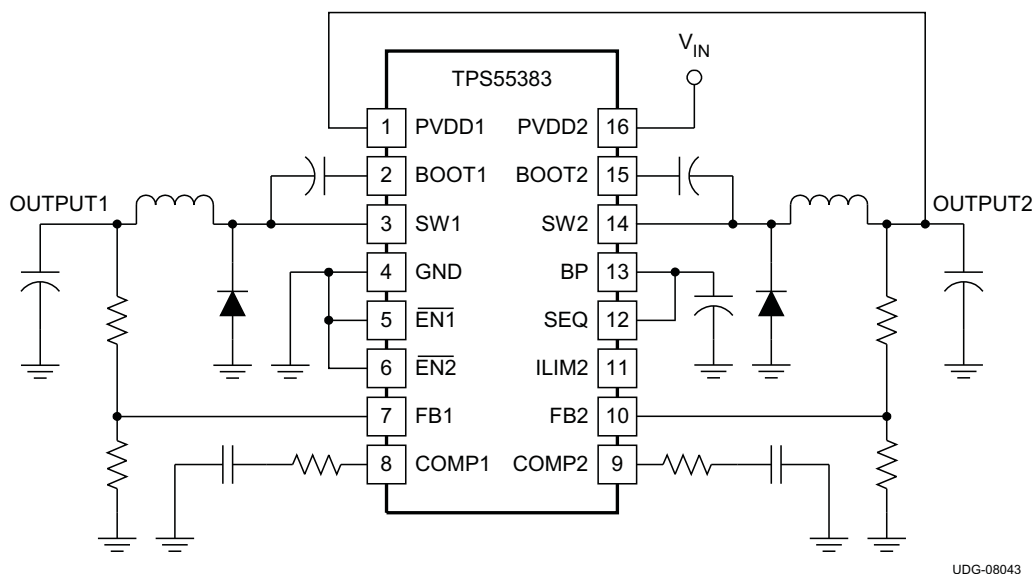 V_IN
TPS55383
1 PVDD1 PVDD2 16
2 BOOT1 BOOT2 15
OUTPUT1 OUTPUT2
3 SW1 SW2 14
4 GND BP 13
5 EN1 SEQ 12
6 EN2 ILIM2 11
7 FB1 FB2 10
8 COMP1 COMP2 9
UDG-08043